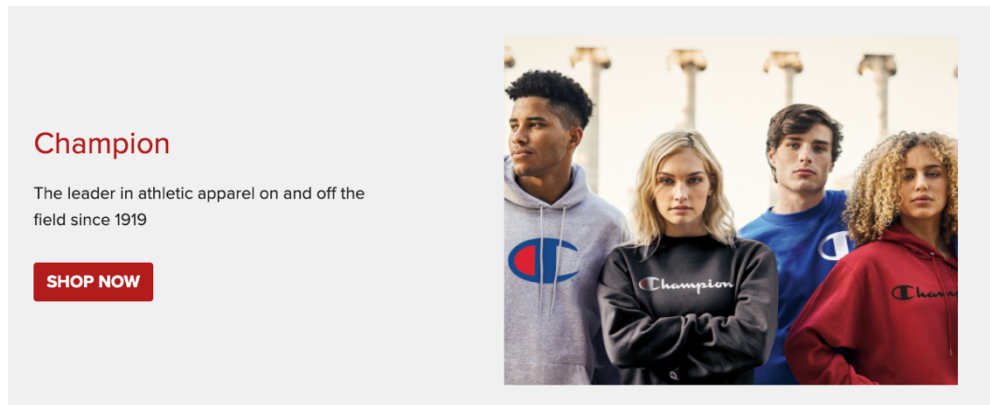 Champion
The leader in athletic apparel on and off the
field since 1919
SHOP NOW
Champion